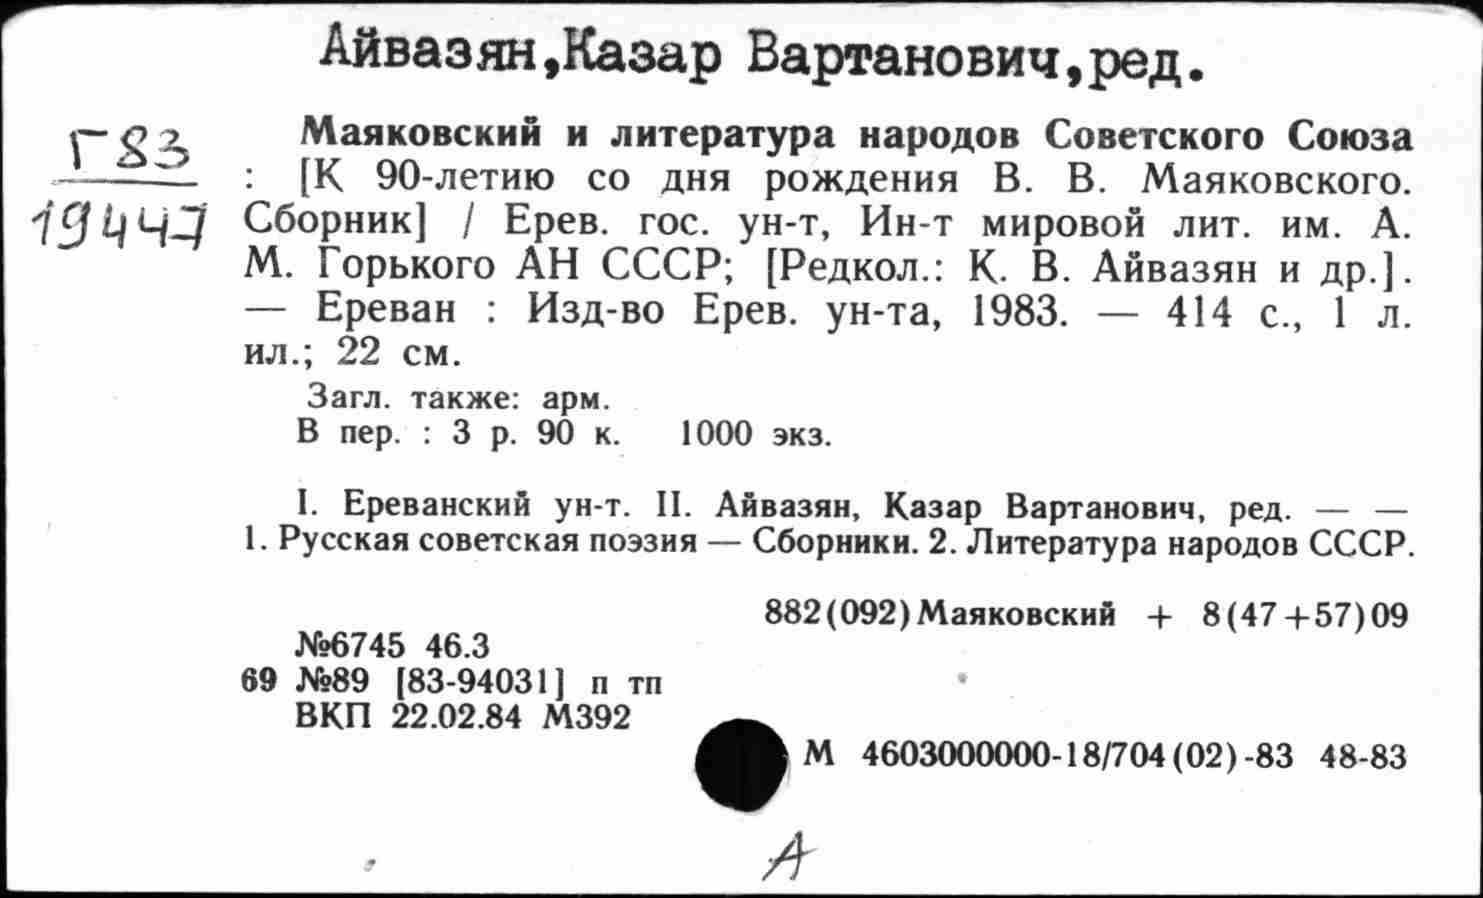 Айвазян,Казар Вартанович,ред.
Г83
19447
Маяковский и литература народов Советского Союза
: [К 90-летию со дня рождения В. В. Маяковского.
Сборник] / Ерев. гос. ун-т, Ин-т мировой лит. им. А.
М. Горького АН СССР; [Редкол.: К. В. Айвазян и др.].
— Ереван : Изд-во Ерев. ун-та, 1983. — 414 с., 1 л.
ил.; 22 см.
Загл. также: арм.
В пер. : 3 р. 90 к. 1000 экз.
I. Ереванский ун-т. II. Айвазян, Казар Вартанович, ред. — —
1. Русская советская поэзия — Сборники. 2. Литература народов СССР.
882(092)Маяковский + 8(47+57)09
№6745 46.3
69 №89 [83-94031] п тп
ВКП 22.02.84 М392
М 4603000000-18/704(02)-83 48-83
А